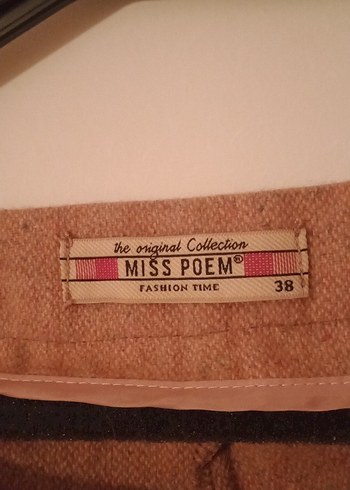 the original Collection
MISS POEM®
FASHION TIME 38